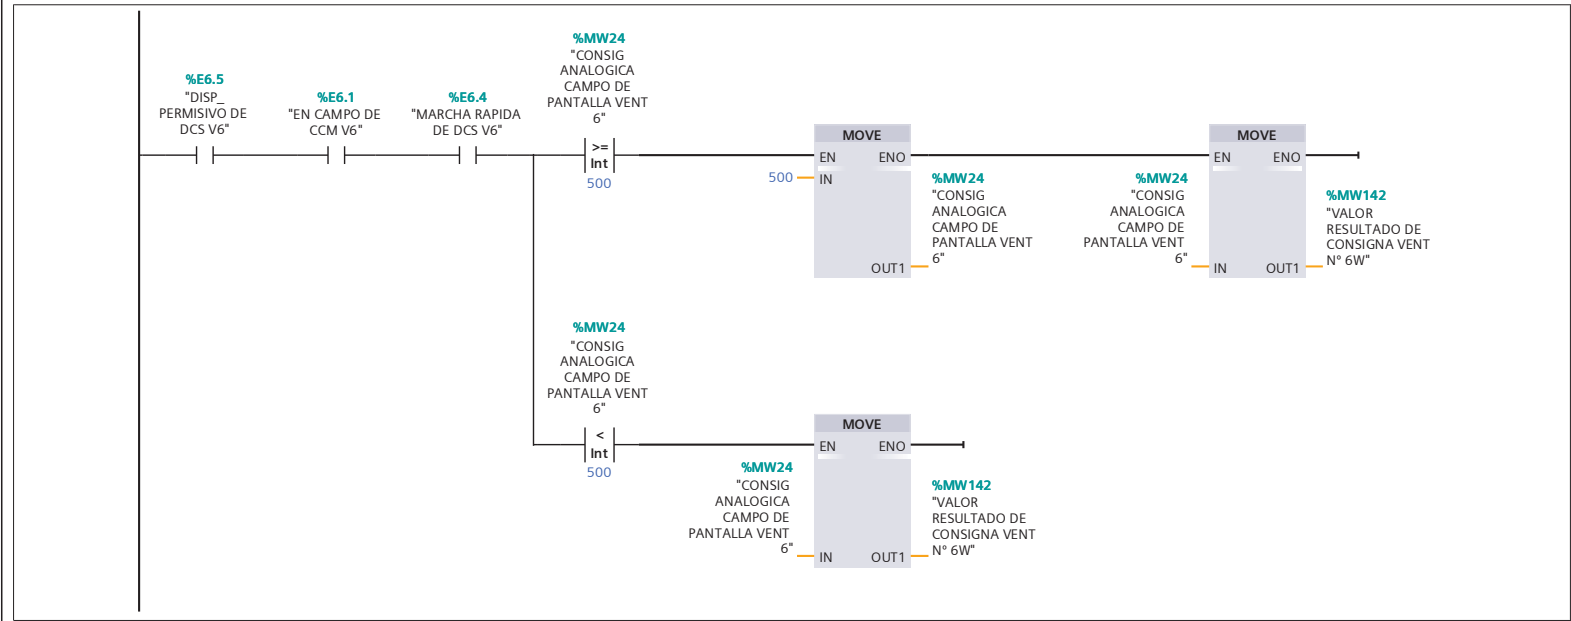 %MW24
"CONSIG
ANALOGICA
CAMPO DE
PANTALLA VENT
6"
%E6.5
"DISP_
PERMISIVO DE
DCS V6"
%E6.1
"EN CAMPO DE
CCM V6"
%E6.4
"MARCHA RAPIDA
DE DCS V6"
>=
Int
500
MOVE
EN ENO
500 IN
OUT1
%MW24
"CONSIG
ANALOGICA
CAMPO DE
PANTALLA VENT
6"
MOVE
EN ENO
%MW24
"CONSIG
ANALOGICA
CAMPO DE
PANTALLA VENT
6"
IN OUT1
%MW142
"VALOR
RESULTADO DE
CONSIGNA VENT
Nº 6W"
%MW24
"CONSIG
ANALOGICA
CAMPO DE
PANTALLA VENT
6"
<
Int
500
MOVE
EN ENO
%MW24
"CONSIG
ANALOGICA
CAMPO DE
PANTALLA VENT
6"
IN OUT1
%MW142
"VALOR
RESULTADO DE
CONSIGNA VENT
Nº 6W"